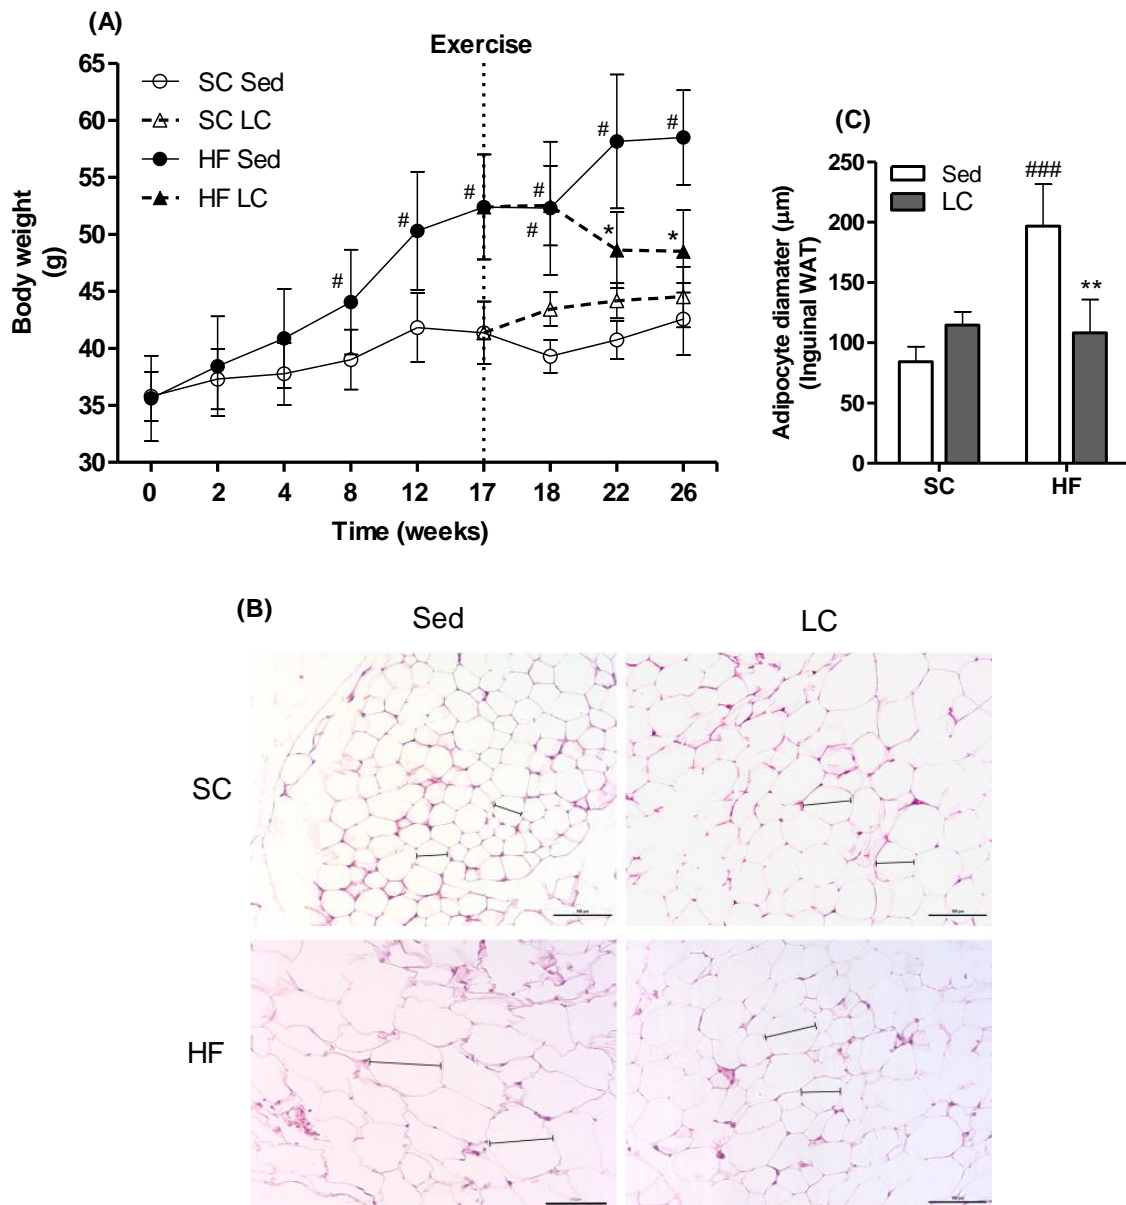 (A)
Exercise
65
60
55
50
45
40
35
30
SC Sed
SC LC
HF Sed
HF LC
# # # # # # #
* *
Body weight
(g)
0 2 4 8 12 17 18 22 26
Time (weeks)
(C)
250
200
150
100
50
0
Sed
LC
###
**
Adipocyte diamater (µm)
(Inguinal WAT)
SC HF
(B)
Sed LC
SC
HF